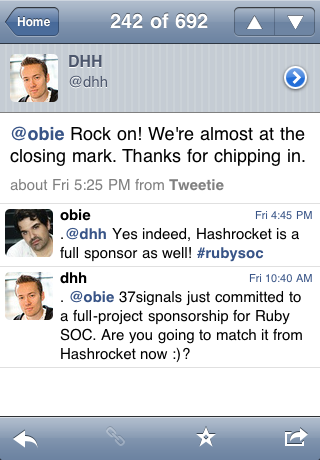 Home
242 of 692
DHH
@dhh
@obie Rock on! We're almost at the
closing mark. Thanks for chipping in.
about Fri 5:25 PM from Tweetie
obie Fri 4:45 PM
.@dhh Yes indeed, Hashrocket is a
full sponsor as well! #rubysoc
dhh Fri 10:40 AM
. @obie 37signals just committed to
a full-project sponsorship for Ruby
SOC. Are you going to match it from
Hashrocket now :)?